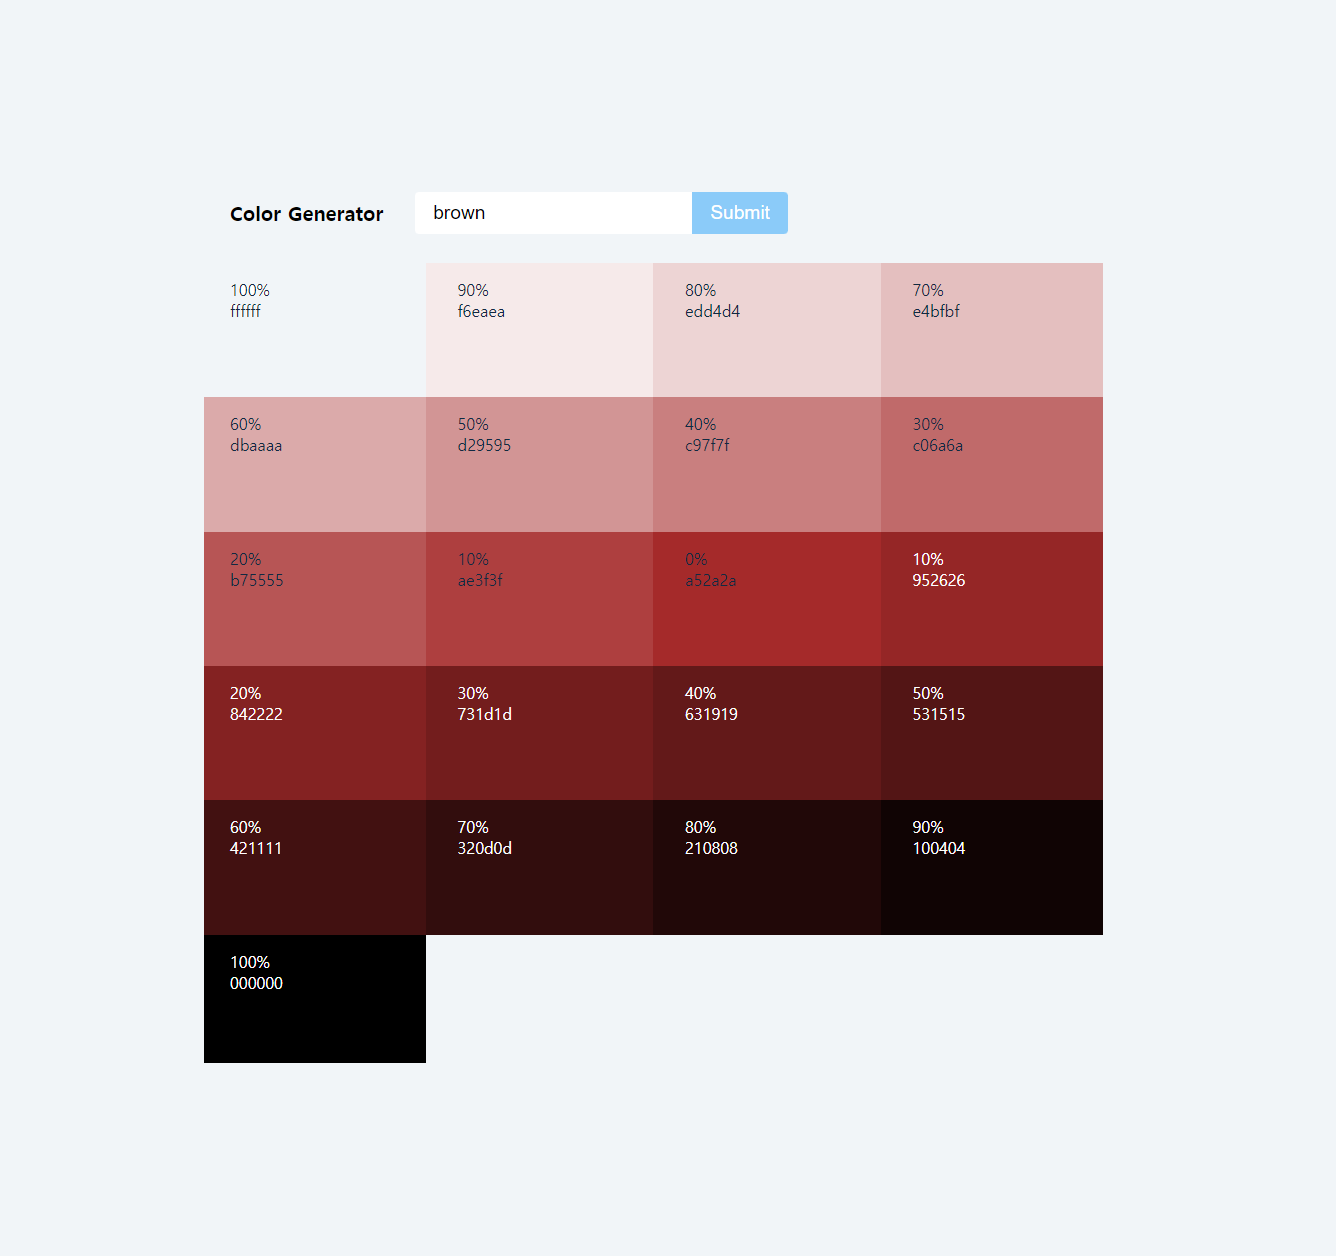 Color Generator
brown
Submit
100%
ffffff
90%
f6eaea
80%
edd4d4
70%
e4bfbf
60%
dbaaaa
50%
d29595
40%
c97f7f
30%
c06a6a
20%
b75555
10%
ae3f3f
0%
a52a2a
10%
952626
20%
842222
30%
731d1d
40%
631919
50%
531515
60%
421111
70%
320d0d
80%
210808
90%
100404
100%
000000